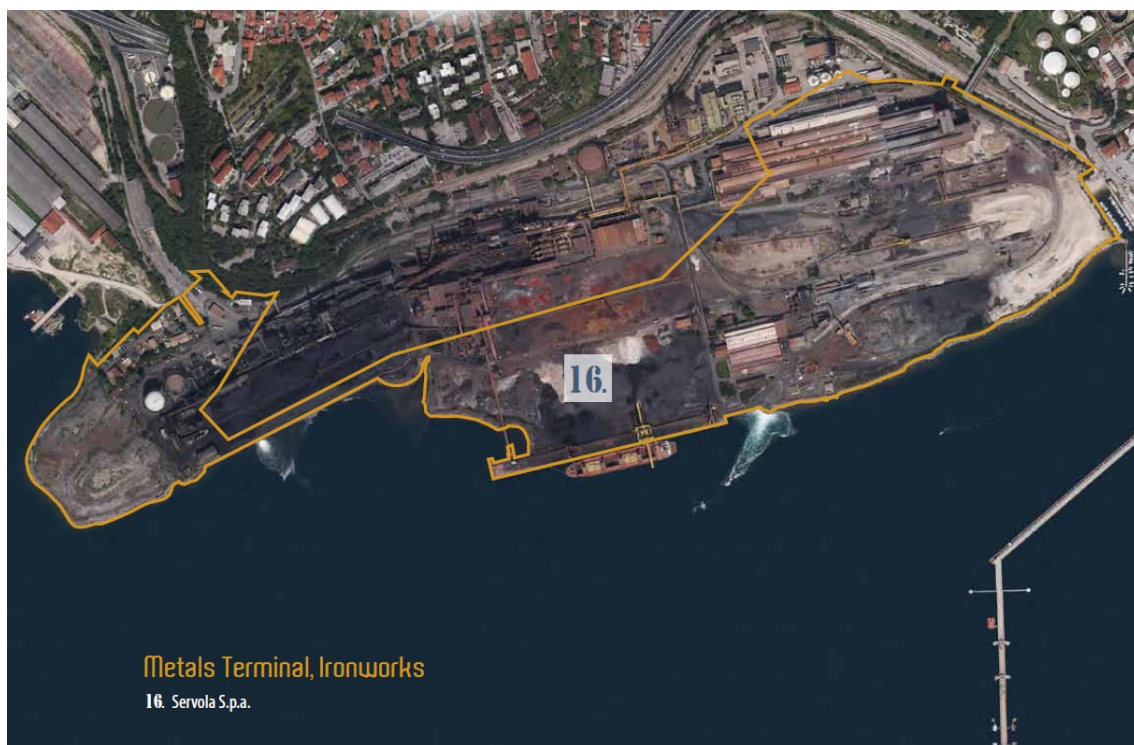 16.
Metals Terminal, Ironworks
16. Servola S.p.a.